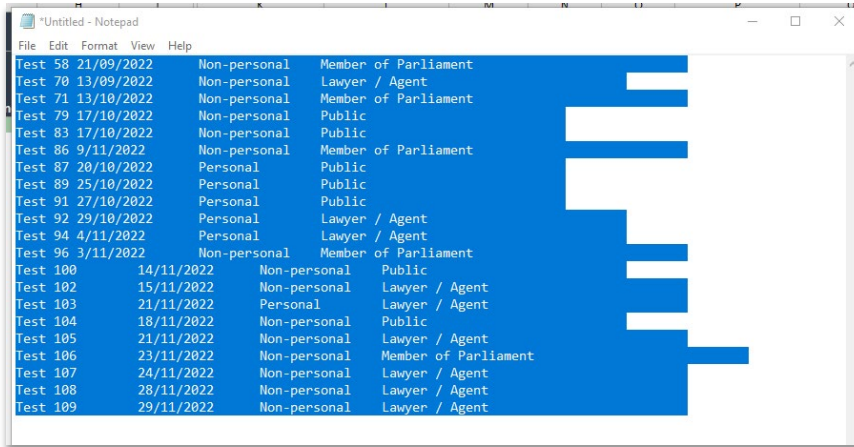 *Untitled - Notepad
File Edit Format View Help
Test 58 21/09/2022 Non-personal Member of Parliament
Test 70 13/09/2022 Non-personal Lawyer / Agent
Test 71 13/10/2022 Non-personal Member of Parliament
Test 79 17/10/2022 Non-personal Public
Test 83 17/10/2022 Non-personal Public
Test 86 9/11/2022 Non-personal Member of Parliament
Test 87 20/10/2022 Personal Public
Test 89 25/10/2022 Personal Public
Test 91 27/10/2022 Personal Public
Test 92 29/10/2022 Personal Lawyer / Agent
Test 94 4/11/2022 Personal Lawyer / Agent
Test 96 3/11/2022 Non-personal Member of Parliament
Test 100 14/11/2022 Non-personal Public
Test 102 15/11/2022 Non-personal Lawyer / Agent
Test 103 21/11/2022 Personal Lawyer / Agent
Test 104 18/11/2022 Non-personal Public
Test 105 21/11/2022 Non-personal Lawyer / Agent
Test 106 23/11/2022 Non-personal Member of Parliament
Test 107 24/11/2022 Non-personal Lawyer / Agent
Test 108 28/11/2022 Non-personal Lawyer / Agent
Test 109 29/11/2022 Non-personal Lawyer / Agent